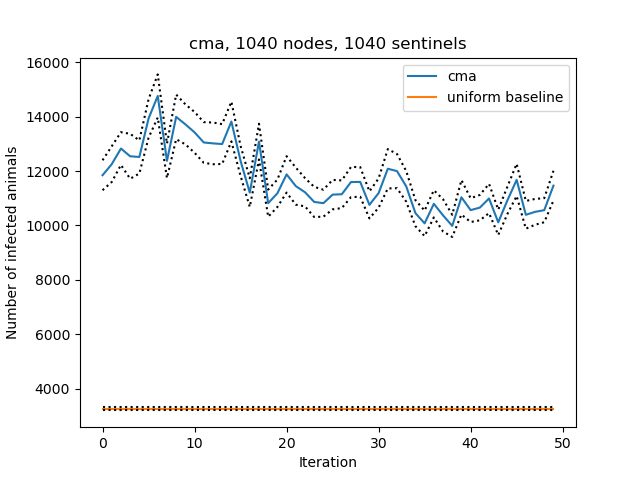 cma, 1040 nodes, 1040 sentinels
cma
uniform baseline
Number of infected animals
16000
14000
12000
10000
8000
6000
4000
0
10
20
30
40
50
Iteration